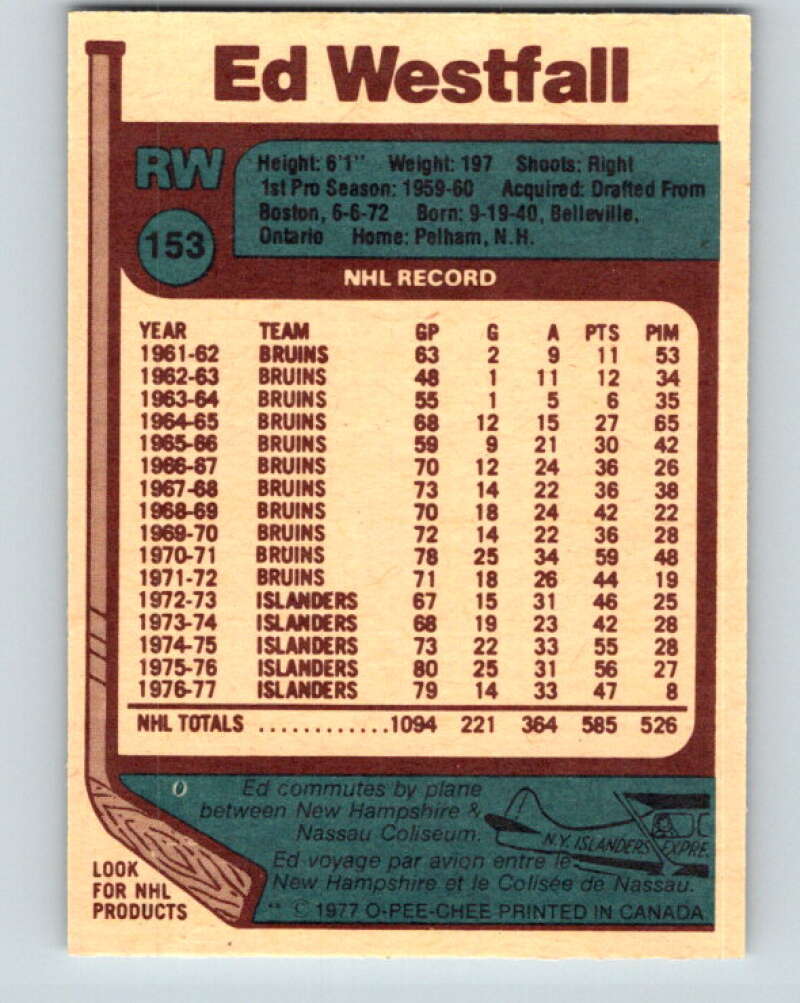 Ed Westfall
RW
Height: 6'1" Weight: 197 Shoots: Right
1st Pro Season: 1959-60 Acquired: Drafted From
Boston, 6-6-72 Born: 9-19-40, Belleville,
Ontario Home: Pelham, N.H.
153
NHL RECORD
YEAR TEAM GP G A PTS PIM
1961-62 BRUINS 63 2 9 11 53
1962-63 BRUINS 48 1 11 12 34
1963-64 BRUINS 55 1 5 6 35
1964-65 BRUINS 68 12 15 27 65
1965-66 BRUINS 59 9 21 30 42
1966-67 BRUINS 70 12 24 36 26
1967-68 BRUINS 73 14 22 36 38
1968-69 BRUINS 70 18 24 42 22
1969-70 BRUINS 72 14 22 36 28
1970-71 BRUINS 78 25 34 59 48
1971-72 BRUINS 71 18 26 44 19
1972-73 ISLANDERS 67 15 31 46 25
1973-74 ISLANDERS 68 19 23 42 28
1974-75 ISLANDERS 73 22 33 55 28
1975-76 ISLANDERS 80 25 31 56 27
1976-77 ISLANDERS 79 14 33 47 8
NHL TOTALS ............1094 221 364 585 526
Ed commutes by plane
between New Hampshire &
Nassau Coliseum.
N.Y. ISLANDERS EXPRE.
Ed voyage par avion entre le
New Hampshire et le Colisée de Nassau.
** © 1977 O-PEE-CHEE PRINTED IN CANADA
LOOK
FOR NHL
PRODUCTS